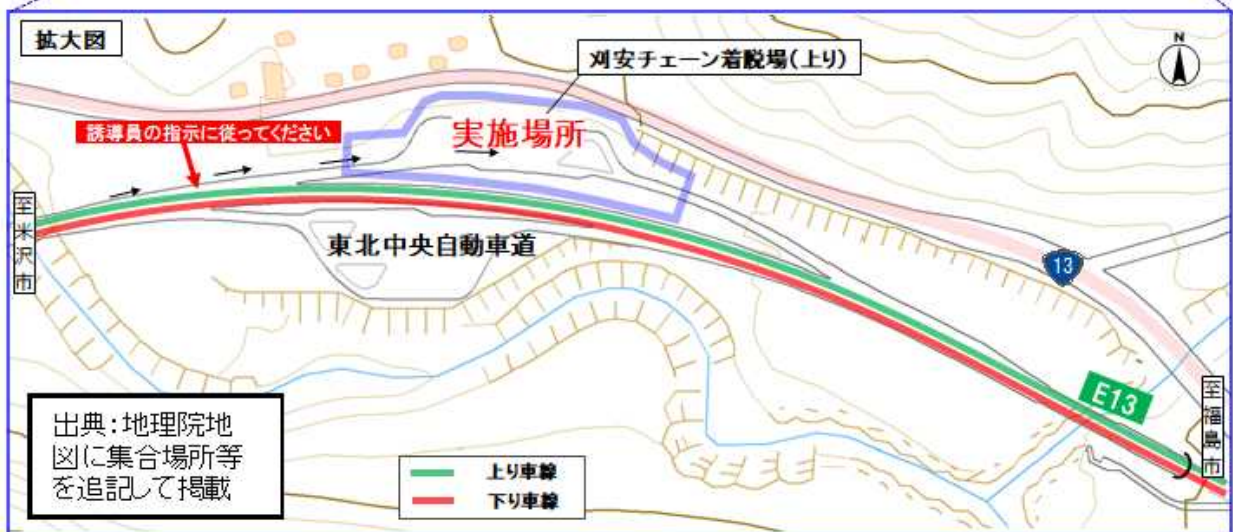 拡大図
刈安チェーン着脱場(上り)
N
誘導員の指示に従ってください
実施場所
至米沢市
東北中央自動車道
13
E13
至福島市
出典:地理院地
図に集合場所等
を追記して掲載
上り車線
下り車線